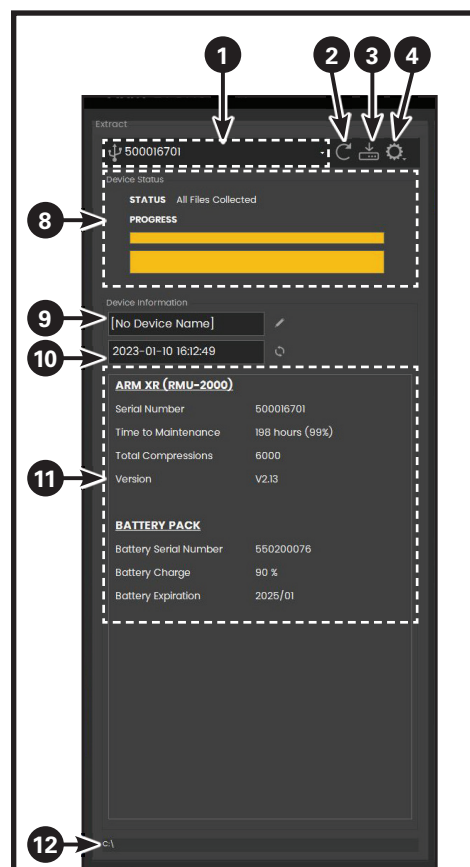 1
2
3
4
Extract
500016701
Device Status
8
STATUS All Files Collected
PROGRESS
Device Information
9
[No Device Name]
10
2023-01-10 16:12:49
ARM XR (RMU-2000)
Serial Number 500016701
Time to Maintenance 198 hours (99%)
Total Compressions 6000
11
Version V2.13
BATTERY PACK
Battery Serial Number 550200076
Battery Charge 90 %
Battery Expiration 2025/01
12
C:\